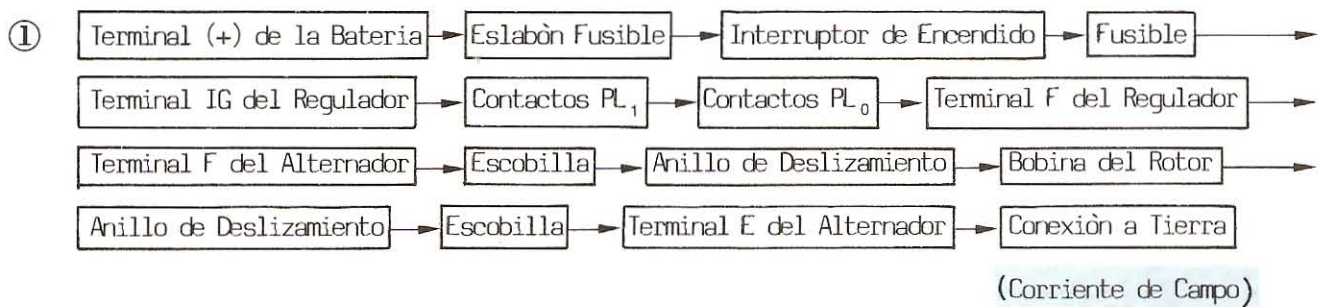 ① Terminal (+) de la Bateria Eslabòn Fusible Interruptor de Encendido Fusible
Terminal IG del Regulador Contactos PL₁ Contactos PL₀ Terminal F del Regulador
Terminal F del Alternador Escobilla Anillo de Deslizamiento Bobina del Rotor
Anillo de Deslizamiento Escobilla Terminal E del Alternador Conexiòn a Tierra
(Corriente de Campo)